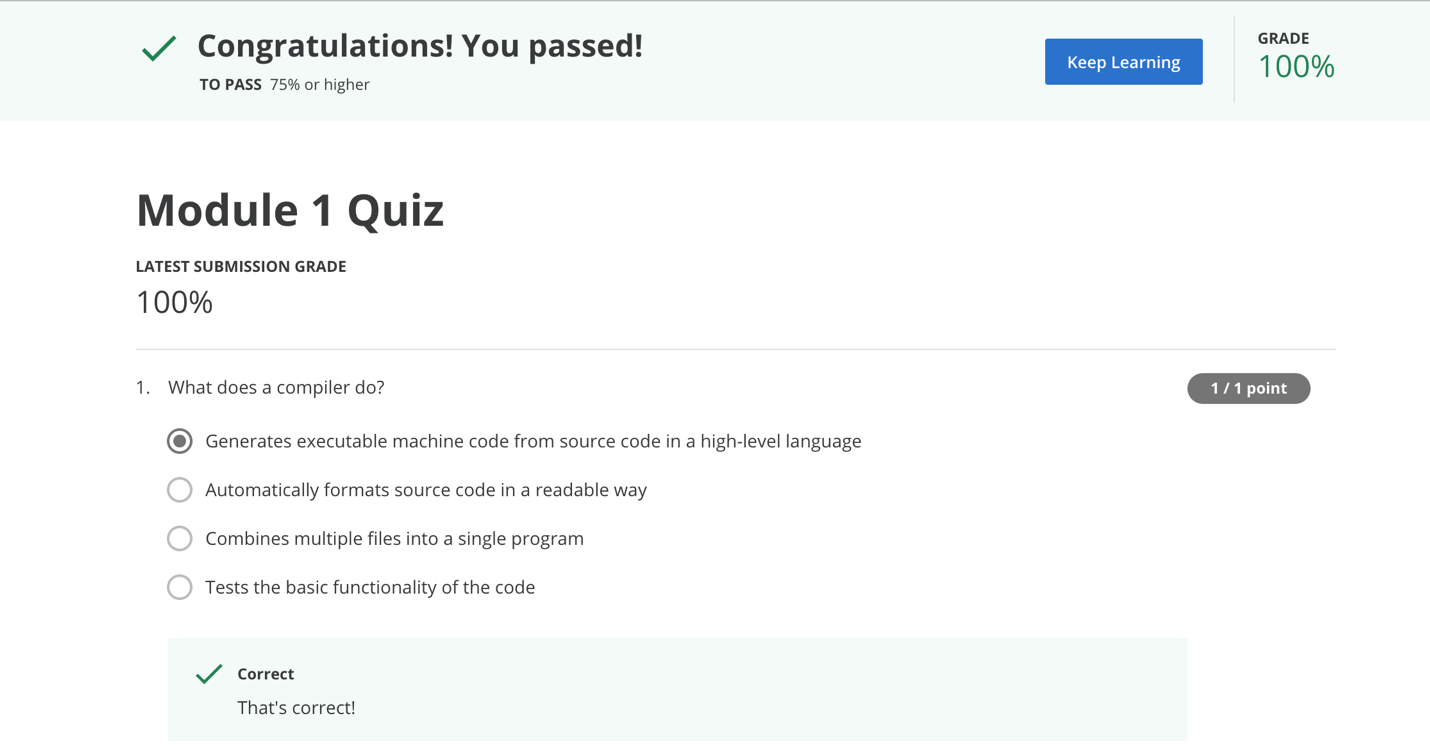 Congratulations! You passed!
TO PASS 75% or higher
Keep Learning
GRADE
100%
Module 1 Quiz
LATEST SUBMISSION GRADE
100%
1. What does a compiler do?
1 / 1 point
Generates executable machine code from source code in a high-level language
Automatically formats source code in a readable way
Combines multiple files into a single program
Tests the basic functionality of the code
Correct
That's correct!